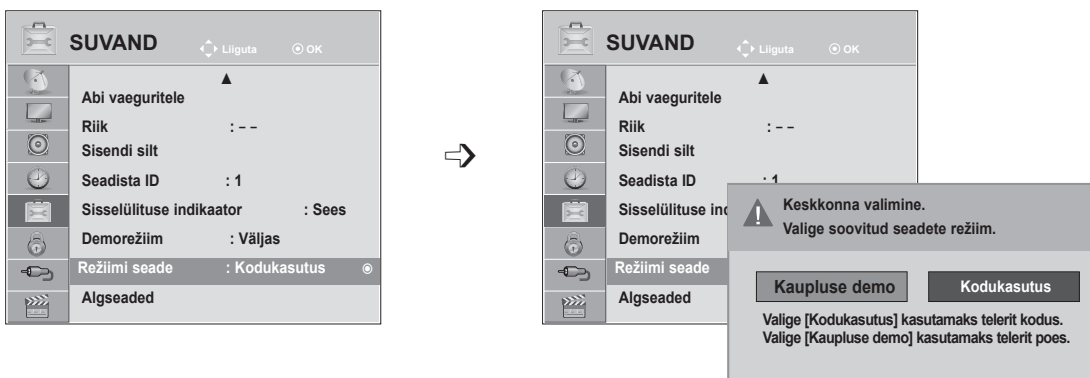 SUVAND Liiguta OK
▲
Abi vaeguritele
Riik : – –
Sisendi silt
Seadista ID : 1
Sisselülituse indikaator : Sees
Demorežiim : Väljas
Režiimi seade : Kodukasutus
Algseaded
SUVAND Liiguta OK
▲
Abi vaeguritele
Riik : – –
Sisendi silt
Seadista ID : 1
Sisselülituse ind
Demorežiim
Režiimi seade
Algseaded
Keskkonna valimine.
Valige soovitud seadete režiim.
Kaupluse demo Kodukasutus
Valige [Kodukasutus] kasutamaks telerit kodus.
Valige [Kaupluse demo] kasutamaks telerit poes.